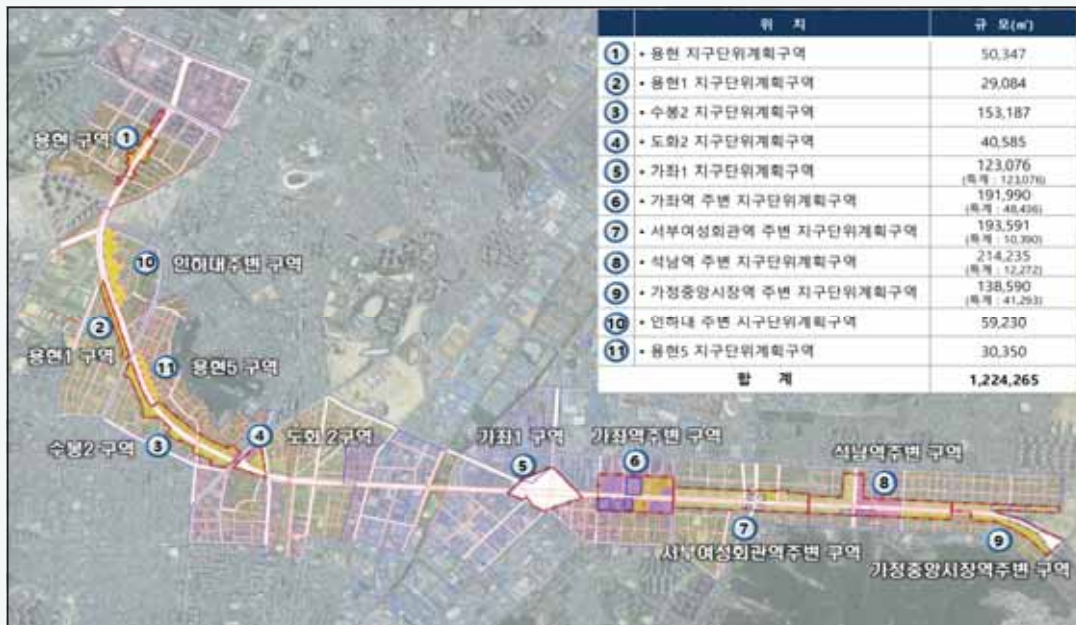 위 치 규 모(㎡)
① • 용현 지구단위계획구역 50,347
② • 용현1 지구단위계획구역 29,084
③ • 수봉2 지구단위계획구역 153,187
④ • 도화2 지구단위계획구역 40,585
⑤ • 가좌1 지구단위계획구역 123,076
(특계 : 123,076)
⑥ • 가좌역 주변 지구단위계획구역 191,990
(특계 : 48,436)
⑦ • 서부여성회관역 주변 지구단위계획구역 193,591
(특계 : 10,390)
⑧ • 석남역 주변 지구단위계획구역 214,235
(특계 : 12,272)
⑨ • 가정중앙시장역 주변 지구단위계획구역 138,590
(특계 : 41,293)
⑩ • 인하대 주변 지구단위계획구역 59,230
⑪ • 용현5 지구단위계획구역 30,350
합 계 1,224,265
용현 구역 ①
⑩ 인하대주변 구역
②
용현1 구역
⑪ 용현5 구역
수봉2 구역 ③
④ 도화 2구역
가좌1 구역
⑤
가좌역주변 구역
⑥
석남역주변 구역
⑧
⑦
서부여성회관역주변 구역
⑨
가정중앙시장역주변 구역